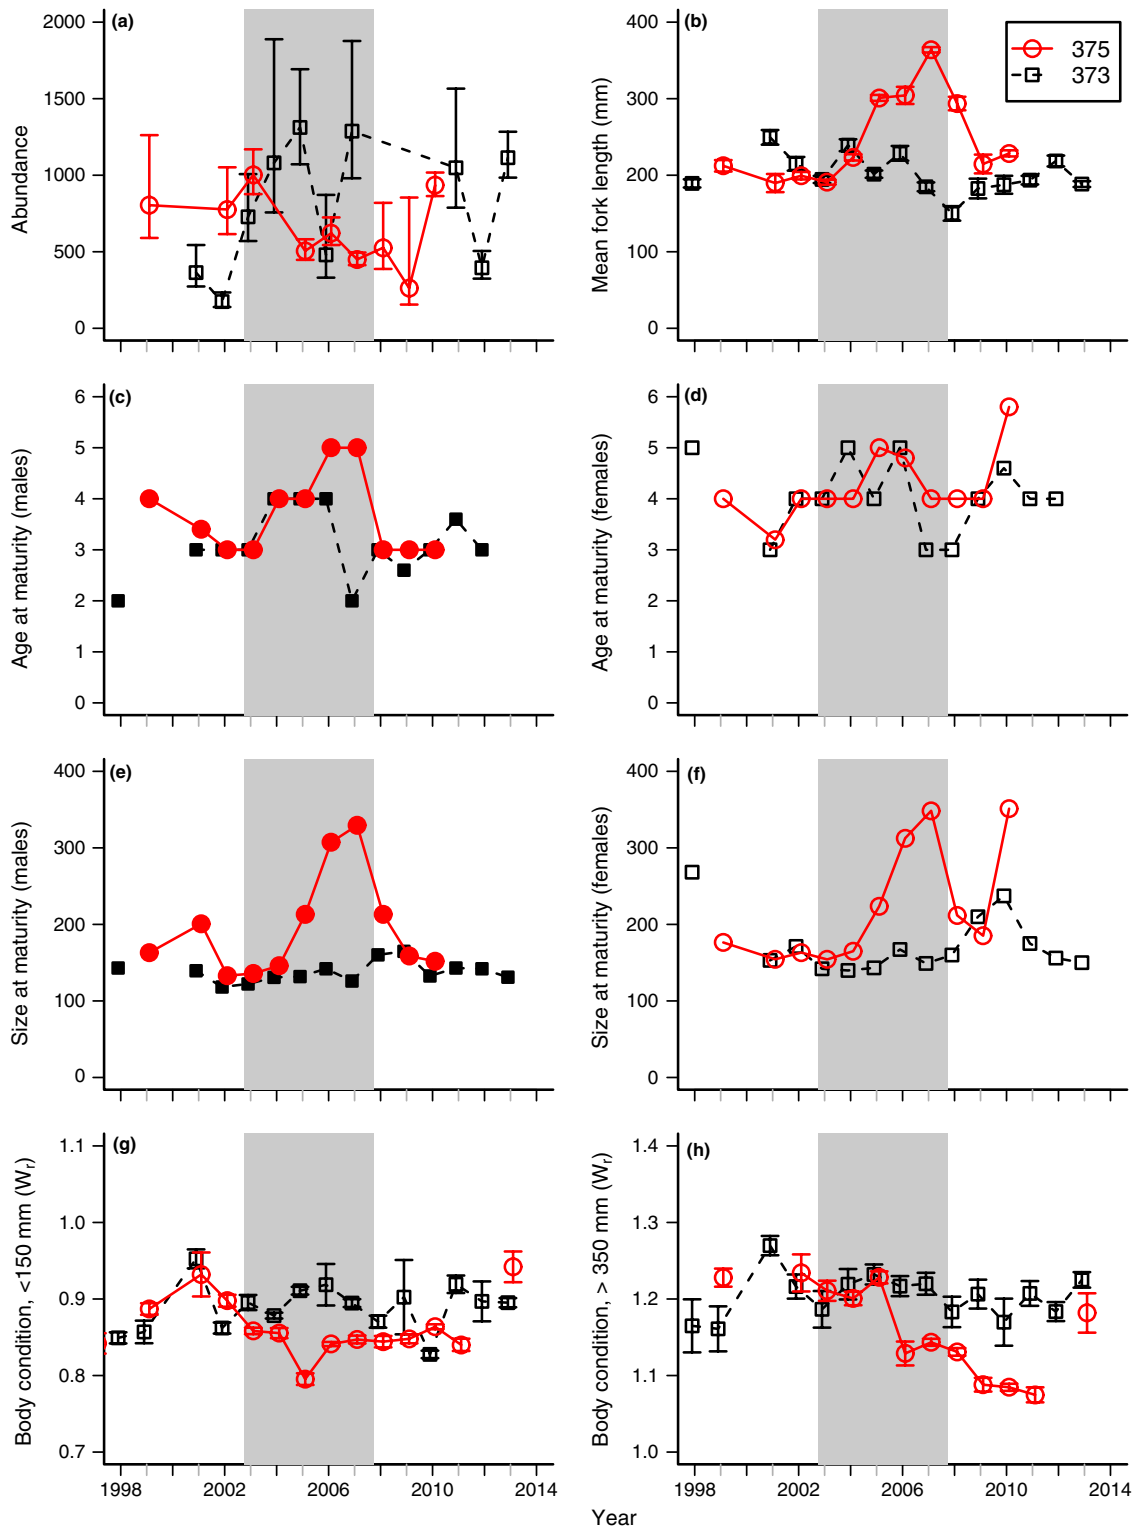 (a)
2000
1500
1000
500
0
Abundance
(b)
400
300
200
100
0
Mean fork length (mm)
375
373
(c)
6
5
4
3
2
1
0
Age at maturity (males)
(d)
6
5
4
3
2
1
0
Age at maturity (females)
(e)
400
300
200
100
0
Size at maturity (males)
(f)
400
300
200
100
0
Size at maturity (females)
(g)
1.1
1.0
0.9
0.8
0.7
Body condition, <150 mm (Wr)
1998 2002 2006 2010 2014
(h)
1.4
1.3
1.2
1.1
1.0
Body condition, > 350 mm (Wr)
1998 2002 2006 2010 2014
Year